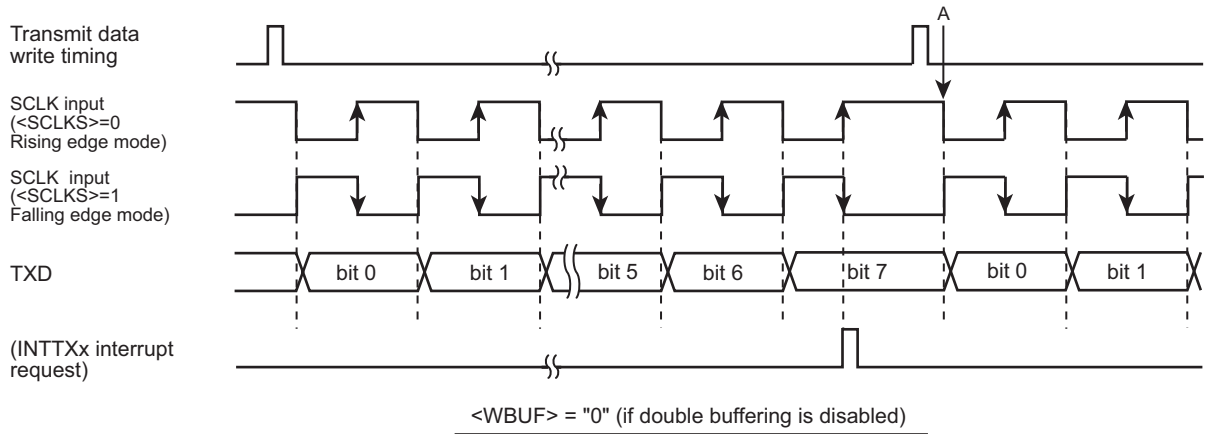 A
Transmit data
write timing
SCLK input
(<SCLKS>=0
Rising edge mode)
SCLK input
(<SCLKS>=1
Falling edge mode)
TXD
bit 0
bit 1
bit 5
bit 6
bit 7
bit 0
bit 1
(INTTXx interrupt
request)
<WBUF> = "0" (if double buffering is disabled)